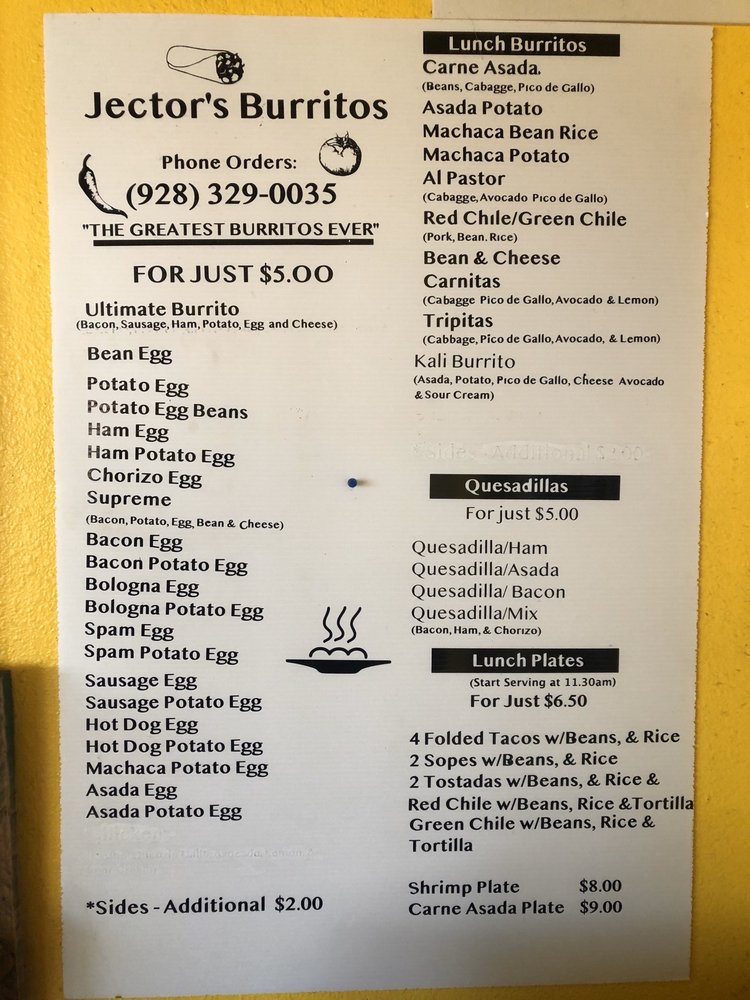 Jector's Burritos
Phone Orders:
(928) 329-0035
"THE GREATEST BURRITOS EVER"
FOR JUST $5.00
Ultimate Burrito
(Bacon, Sausage, Ham, Potato, Egg and Cheese)
Bean Egg
Potato Egg
Potato Egg Beans
Ham Egg
Ham Potato Egg
Chorizo Egg
Supreme
(Bacon, Potato, Egg, Bean & Cheese)
Bacon Egg
Bacon Potato Egg
Bologna Egg
Bologna Potato Egg
Spam Egg
Spam Potato Egg
Sausage Egg
Sausage Potato Egg
Hot Dog Egg
Hot Dog Potato Egg
Machaca Potato Egg
Asada Egg
Asada Potato Egg
*Sides - Additional $2.00
Lunch Burritos
Carne Asada.
(Beans, Cabagge, Pico de Gallo)
Asada Potato
Machaca Bean Rice
Machaca Potato
Al Pastor
(Cabagge, Avocado Pico de Gallo)
Red Chile/Green Chile
(Pork, Bean. Rice)
Bean & Cheese
Carnitas
(Cabagge Pico de Gallo, Avocado & Lemon)
Tripitas
(Cabbage, Pico de Gallo, Avocado, & Lemon)
Kali Burrito
(Asada, Potato, Pico de Gallo, Cheese Avocado
& Sour Cream)
*Sides - Additional $2.00
Quesadillas
For just $5.00
Quesadilla/Ham
Quesadilla/Asada
Quesadilla/ Bacon
Quesadilla/Mix
(Bacon, Ham, & Chorizo)
Lunch Plates
(Start Serving at 11.30am)
For Just $6.50
4 Folded Tacos w/Beans, & Rice
2 Sopes w/Beans, & Rice
2 Tostadas w/Beans, & Rice &
Red Chile w/Beans, Rice &Tortilla
Green Chile w/Beans, Rice &
Tortilla
Shrimp Plate $8.00
Carne Asada Plate $9.00